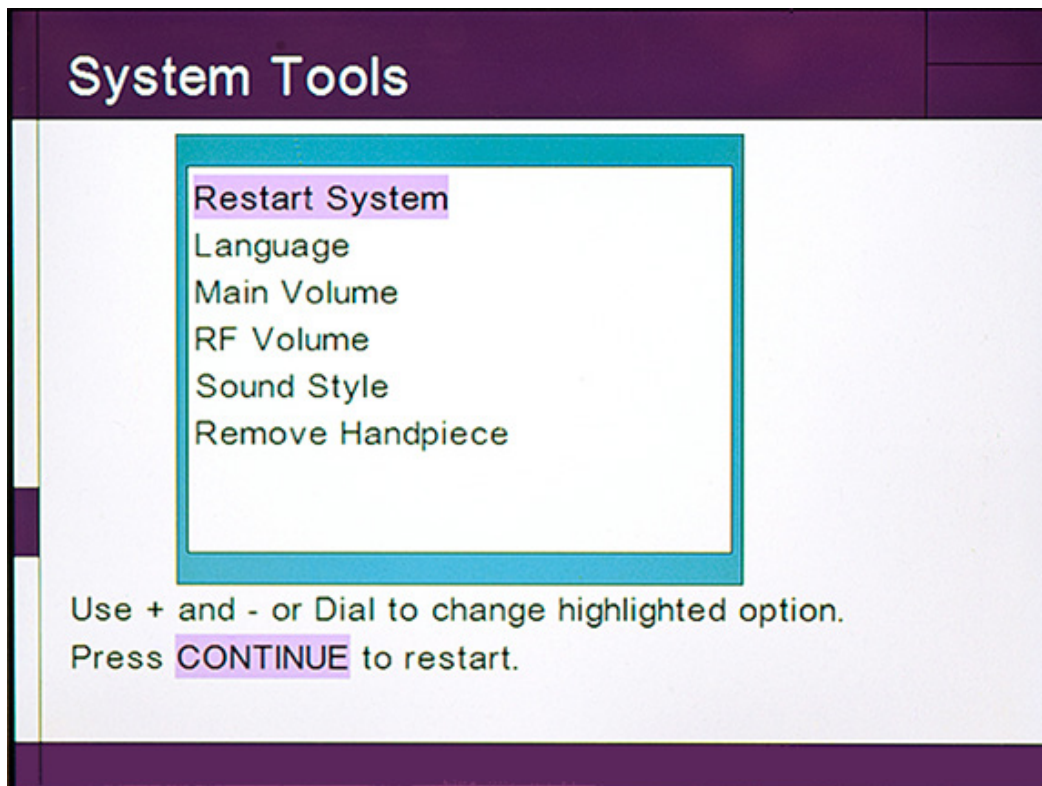 System Tools
Restart System
Language
Main Volume
RF Volume
Sound Style
Remove Handpiece
Use + and - or Dial to change highlighted option.
Press CONTINUE to restart.